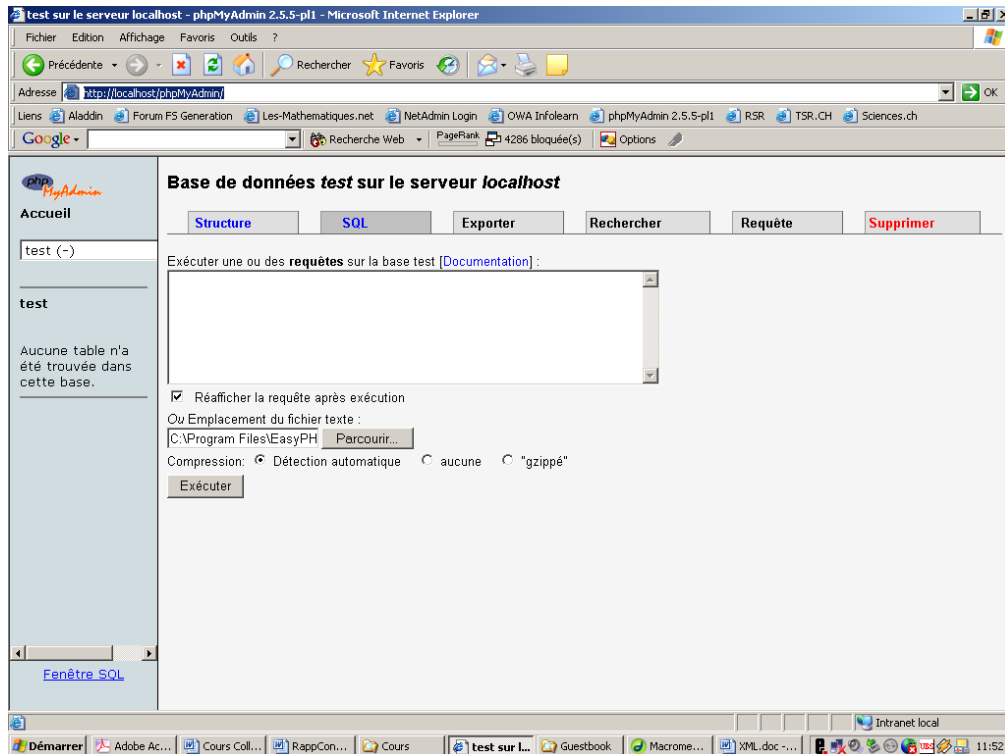 test sur le serveur localhost - phpMyAdmin 2.5.5-pl1 - Microsoft Internet Explorer
Fichier Edition Affichage Favoris Outils ?
Précédente Rechercher Favoris
Adresse http://localhost/phpMyAdmin/ OK
Liens Aladdin Forum FS Generation Les-Mathematiques.net NetAdmin Login OWA Infolearn phpMyAdmin 2.5.5-pl1 RSR TSR.CH Sciences.ch
Google Recherche Web PageRank 4286 bloquée(s) Options
php MyAdmin
Accueil
test (-)
test
Aucune table n'a
été trouvée dans
cette base.
Fenêtre SQL
Base de données test sur le serveur localhost
Structure SQL Exporter Rechercher Requête Supprimer
Exécuter une ou des requêtes sur la base test [Documentation] :
Réafficher la requête après exécution
Ou Emplacement du fichier texte :
C:\Program Files\EasyPH Parcourir...
Compression: Détection automatique aucune "gzippé"
Exécuter
Intranet local
Démarrer Adobe Ac... Cours Coll... RappCon... Cours test sur l... Guestbook Macrome... XML.doc -... UBS 11:52